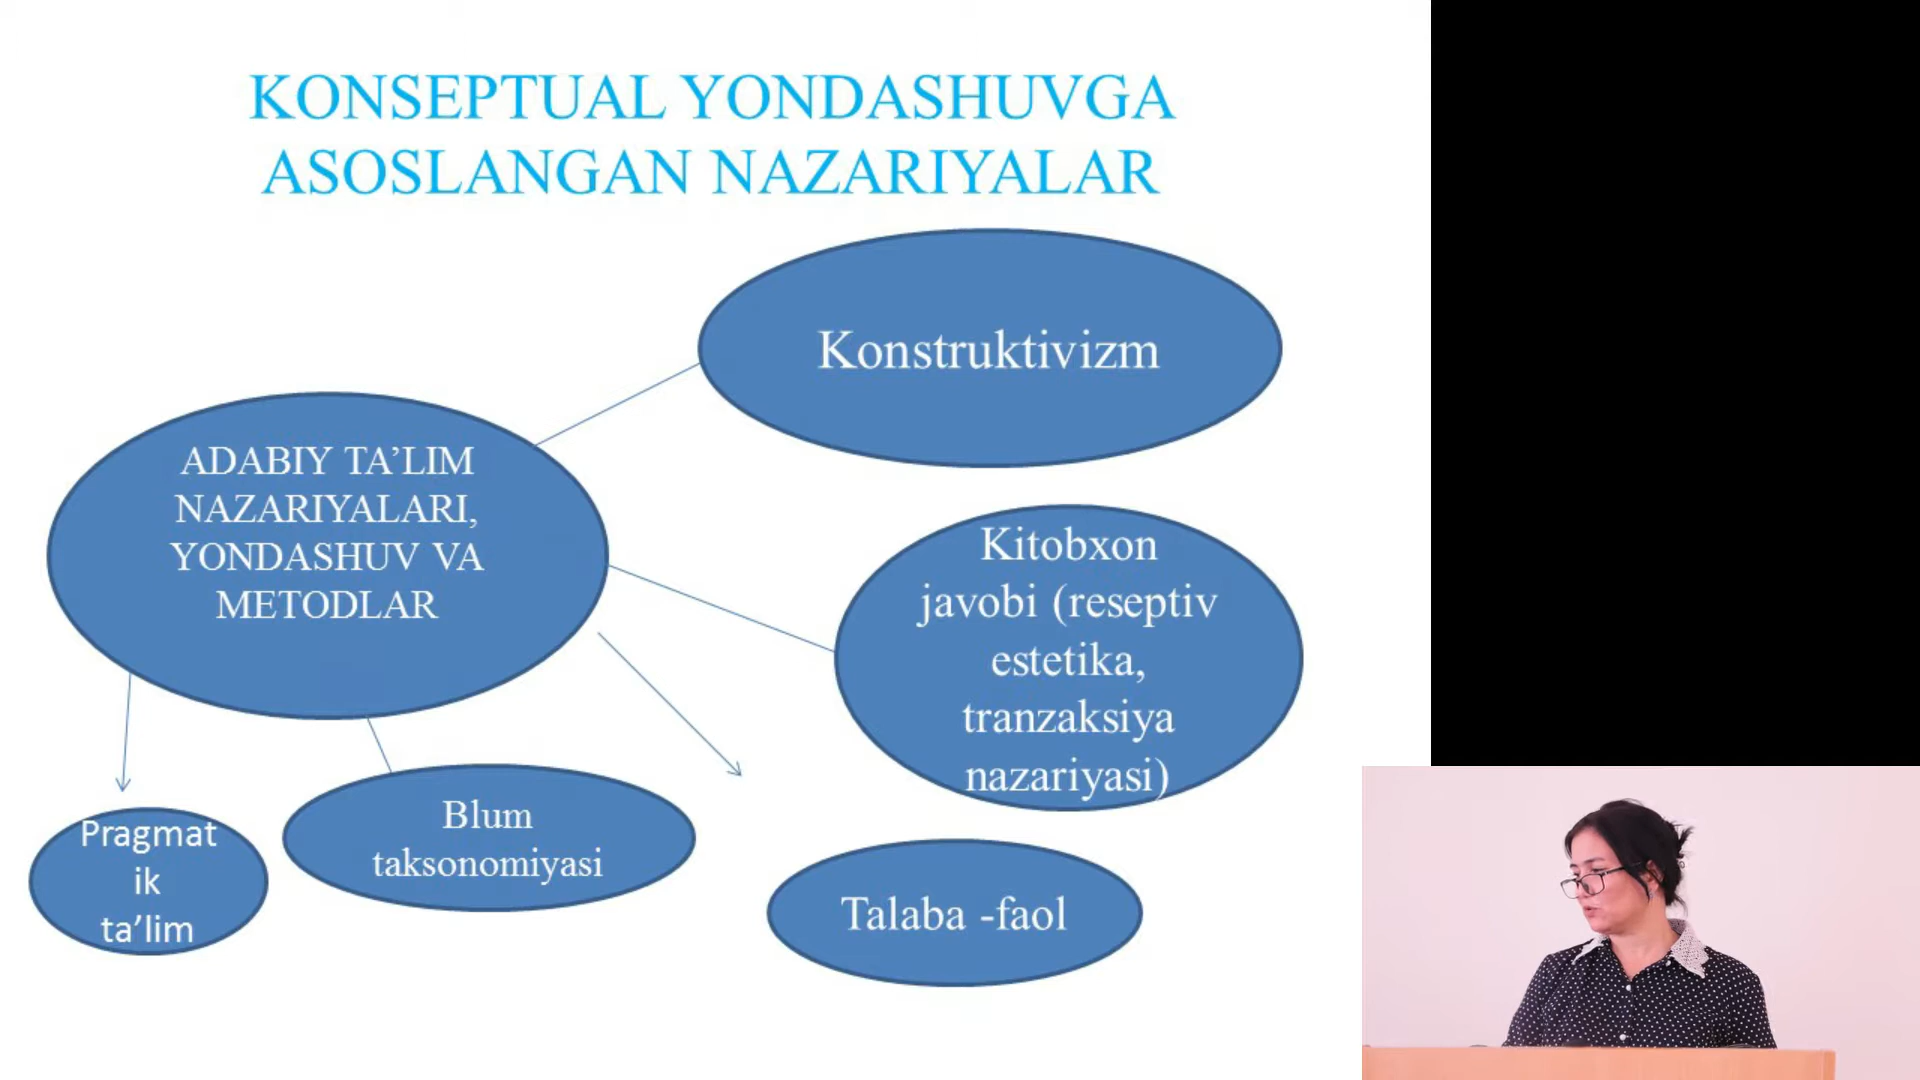 KONSEPTUAL YONDASHUVGA
ASOSLANGAN NAZARIYALAR
Konstruktivizm
ADABIY TA’LIM
NAZARIYALARI,
YONDASHUV VA
METODLAR
Kitobxon
javobi (reseptiv
estetika,
tranzaksiya
nazariyasi)
Pragmat
ik
ta’lim
Blum
taksonomiyasi
Talaba -faol